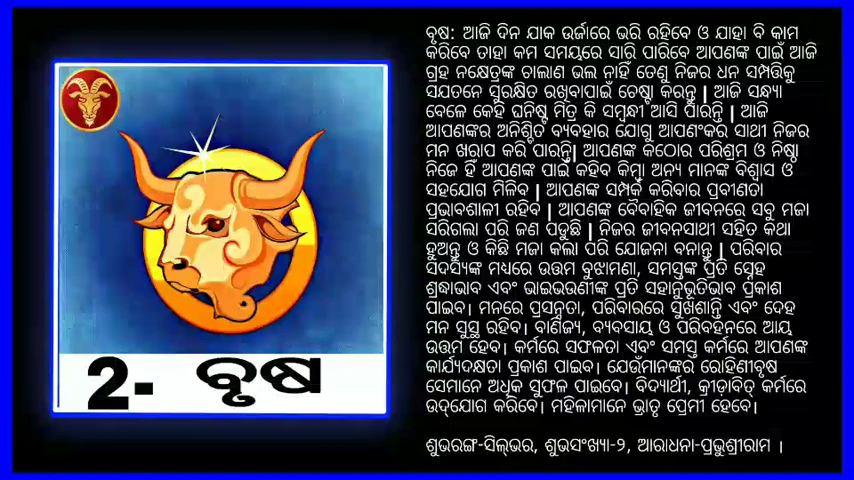 ବୃଷ: ଆଜି ଦିନ ଯାକ ଉର୍ଜାରେ ଭରି ରହିବେ ଓ ଯାହା ବି କାମ
କରିବେ ତାହା କମ ସମୟରେ ସାରି ପାରିବେ ଆପଣଙ୍କ ପାଇଁ ଆଜି
ଗ୍ରହ ନକ୍ଷେତ୍ରଙ୍କ ଚାଲାଣ ଭଲ ନାହିଁ ତେଣୁ ନିଜର ଧନ ସମ୍ପତ୍ତିକୁ
ସଯତନେ ସୁରକ୍ଷିତ ରଖିବାପାଇଁ ଚେଷ୍ଟା କରନ୍ତୁ | ଆଜି ସନ୍ଧ୍ୟା
ବେଳେ କେହି ଘନିଷ୍ଟ ମିତ୍ର କି ସମ୍ବନ୍ଧୀ ଆସି ପାରନ୍ତି | ଆଜି
ଆପଣଙ୍କର ଅନିଶ୍ଚିତ ବ୍ୟବହାର ଯୋଗୁ ଆପଣଂକର ସାଥୀ ନିଜର
ମନ ଖରାପ କରି ପାରନ୍ତି| ଆପଣଙ୍କ କଠୋର ପରିଶ୍ରମ ଓ ନିଷ୍ଠା
ନିଜେ ହିଁ ଆପଣଙ୍କ ପାଇଁ କହିବ କିମ୍ବା ଅନ୍ୟ ମାନଙ୍କ ବିଶ୍ୱାସ ଓ
ସହଯୋଗ ମିଳିବ | ଆପଣଙ୍କ ସମ୍ପର୍କ କରିବାର ପ୍ରବୀଣତା
ପ୍ରଭାବଶାଳୀ ରହିବ | ଆପଣଙ୍କ ବୈବାହିକ ଜୀବନରେ ସବୁ ମଜା
ସରିଗଲା ପରି ଜଣ ପଡୁଛି | ନିଜର ଜୀବନସାଥୀ ସହିତ କଥା
ହୁଅନ୍ତୁ ଓ କିଛି ମଜା କଲା ପରି ଯୋଜନା ବନାନ୍ତୁ | ପରିବାର
ସଦସ୍ୟଙ୍କ ମଧ୍ୟରେ ଉତ୍ତମ ବୁଝାମଣା, ସମସ୍ତଙ୍କ ପ୍ରତି ସ୍ନେହ
ଶ୍ରଦ୍ଧାଭାବ ଏବଂ ଭାଇଭଉଣୀଙ୍କ ପ୍ରତି ସହାନୁଭୂତିଭାବ ପ୍ରକାଶ
ପାଇବ। ମନରେ ପ୍ରସନ୍ନତା, ପରିବାରରେ ସୁଖଶାନ୍ତି ଏବଂ ଦେହ
ମନ ସୁସ୍ଥ ରହିବ। ବାଣିଜ୍ୟ, ବ୍ୟବସାୟ ଓ ପରିବହନରେ ଆୟ
ଉତ୍ତମ ହେବ। କର୍ମରେ ସଫଳତା ଏବଂ ସମସ୍ତ କର୍ମରେ ଆପଣଙ୍କ
କାର୍ଯ୍ୟଦକ୍ଷତା ପ୍ରକାଶ ପାଇବ। ଯେଉଁମାନଙ୍କର ରୋହିଣୀବୃଷ
ସେମାନେ ଅଧିକ ସୁଫଳ ପାଇବେ। ବିଦ୍ୟାର୍ଥୀ, କ୍ରୀଡ଼ାବିତ୍ କର୍ମରେ
ଉଦ୍‌ଯୋଗ କରିବେ। ମହିଳାମାନେ ଭ୍ରାତୃ ପ୍ରେମୀ ହେବେ।
ଶୁଭରଙ୍ଗ-ସିଲ୍‌ଭର, ଶୁଭସଂଖ୍ୟା-୨, ଆରାଧନା-ପ୍ରଭୁଶ୍ରୀରାମ ।
2- ବୃଷ